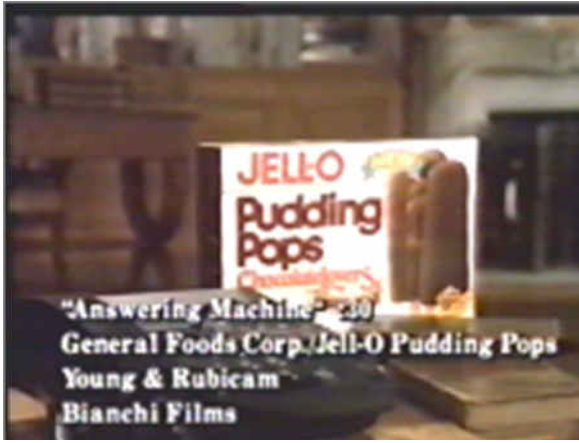 JELL-O
Pudding
Pops
"Answering Machine" :30
General Foods Corp./Jell-O Pudding Pops
Young & Rubicam
Bianchi Films